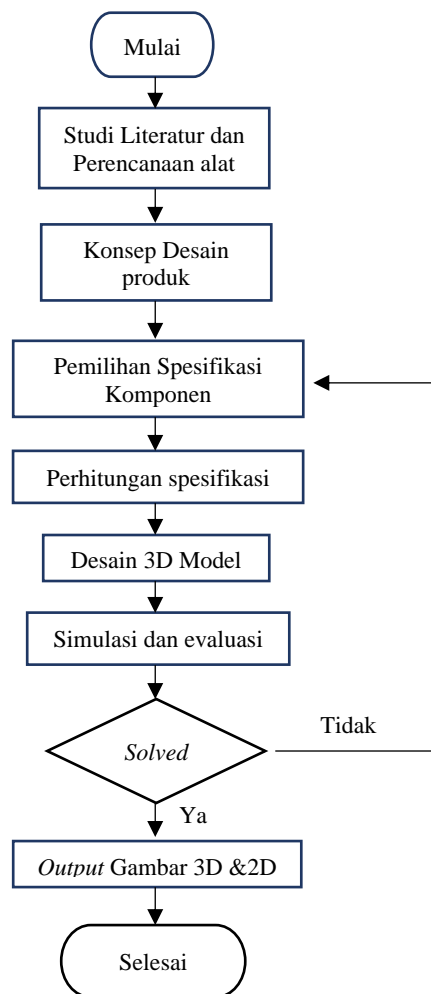 Mulai
Studi Literatur dan
Perencanaan alat
Konsep Desain
produk
Pemilihan Spesifikasi
Komponen
Perhitungan spesifikasi
Desain 3D Model
Simulasi dan evaluasi
Solved
Tidak
Ya
Output Gambar 3D &2D
Selesai